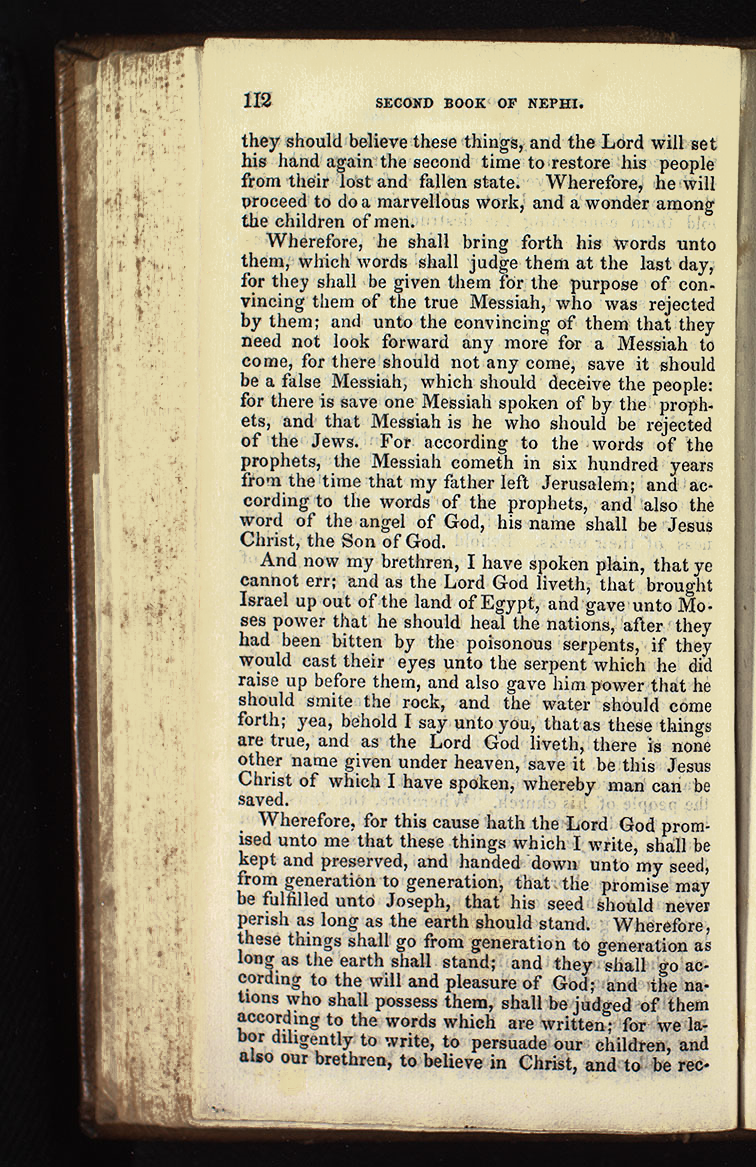 112 SECOND BOOK OF NEPHI.
they should believe these things, and the Lord will set
his hand again the second time to restore his people
from their lost and fallen state. Wherefore, he will
proceed to do a marvellous work, and a wonder among
the children of men.
Wherefore, he shall bring forth his words unto
them, which words shall judge them at the last day,
for they shall be given them for the purpose of con-
vincing them of the true Messiah, who was rejected
by them; and unto the convincing of them that they
need not look forward any more for a Messiah to
come, for there should not any come, save it should
be a false Messiah, which should deceive the people:
for there is save one Messiah spoken of by the proph-
ets, and that Messiah is he who should be rejected
of the Jews. For according to the words of the
prophets, the Messiah cometh in six hundred years
from the time that my father left Jerusalem; and ac-
cording to the words of the prophets, and also the
word of the angel of God, his name shall be Jesus
Christ, the Son of God.
And now my brethren, I have spoken plain, that ye
cannot err; and as the Lord God liveth, that brought
Israel up out of the land of Egypt, and gave unto Mo-
ses power that he should heal the nations, after they
had been bitten by the poisonous serpents, if they
would cast their eyes unto the serpent which he did
raise up before them, and also gave him power that he
should smite the rock, and the water should come
forth; yea, behold I say unto you, that as these things
are true, and as the Lord God liveth, there is none
other name given under heaven, save it be this Jesus
Christ of which I have spoken, whereby man can be
saved.
Wherefore, for this cause hath the Lord God prom-
ised unto me that these things which I write, shall be
kept and preserved, and handed down unto my seed,
from generation to generation, that the promise may
be fulfilled unto Joseph, that his seed should never
perish as long as the earth should stand. Wherefore,
these things shall go from generation to generation as
long as the earth shall stand; and they shall go ac-
cording to the will and pleasure of God; and the na-
tions who shall possess them, shall be judged of them
according to the words which are written; for we la-
bor diligently to write, to persuade our children, and
also our brethren, to believe in Christ, and to be rec-